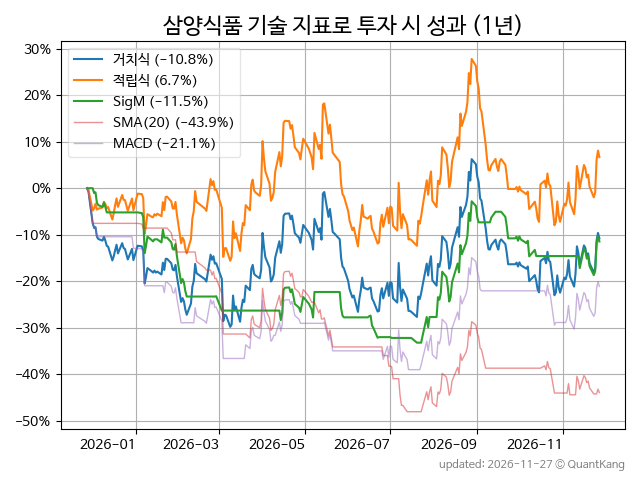 삼양식품 기술 지표로 투자 시 성과 (1년)
30%
20%
10%
0%
−10%
−20%
−30%
−40%
−50%
거치식 (−10.8%)
적립식 (6.7%)
SigM (−11.5%)
SMA(20) (−43.9%)
MACD (−21.1%)
2026-01 2026-03 2026-05 2026-07 2026-09 2026-11
updated: 2026-11-27 © QuantKang